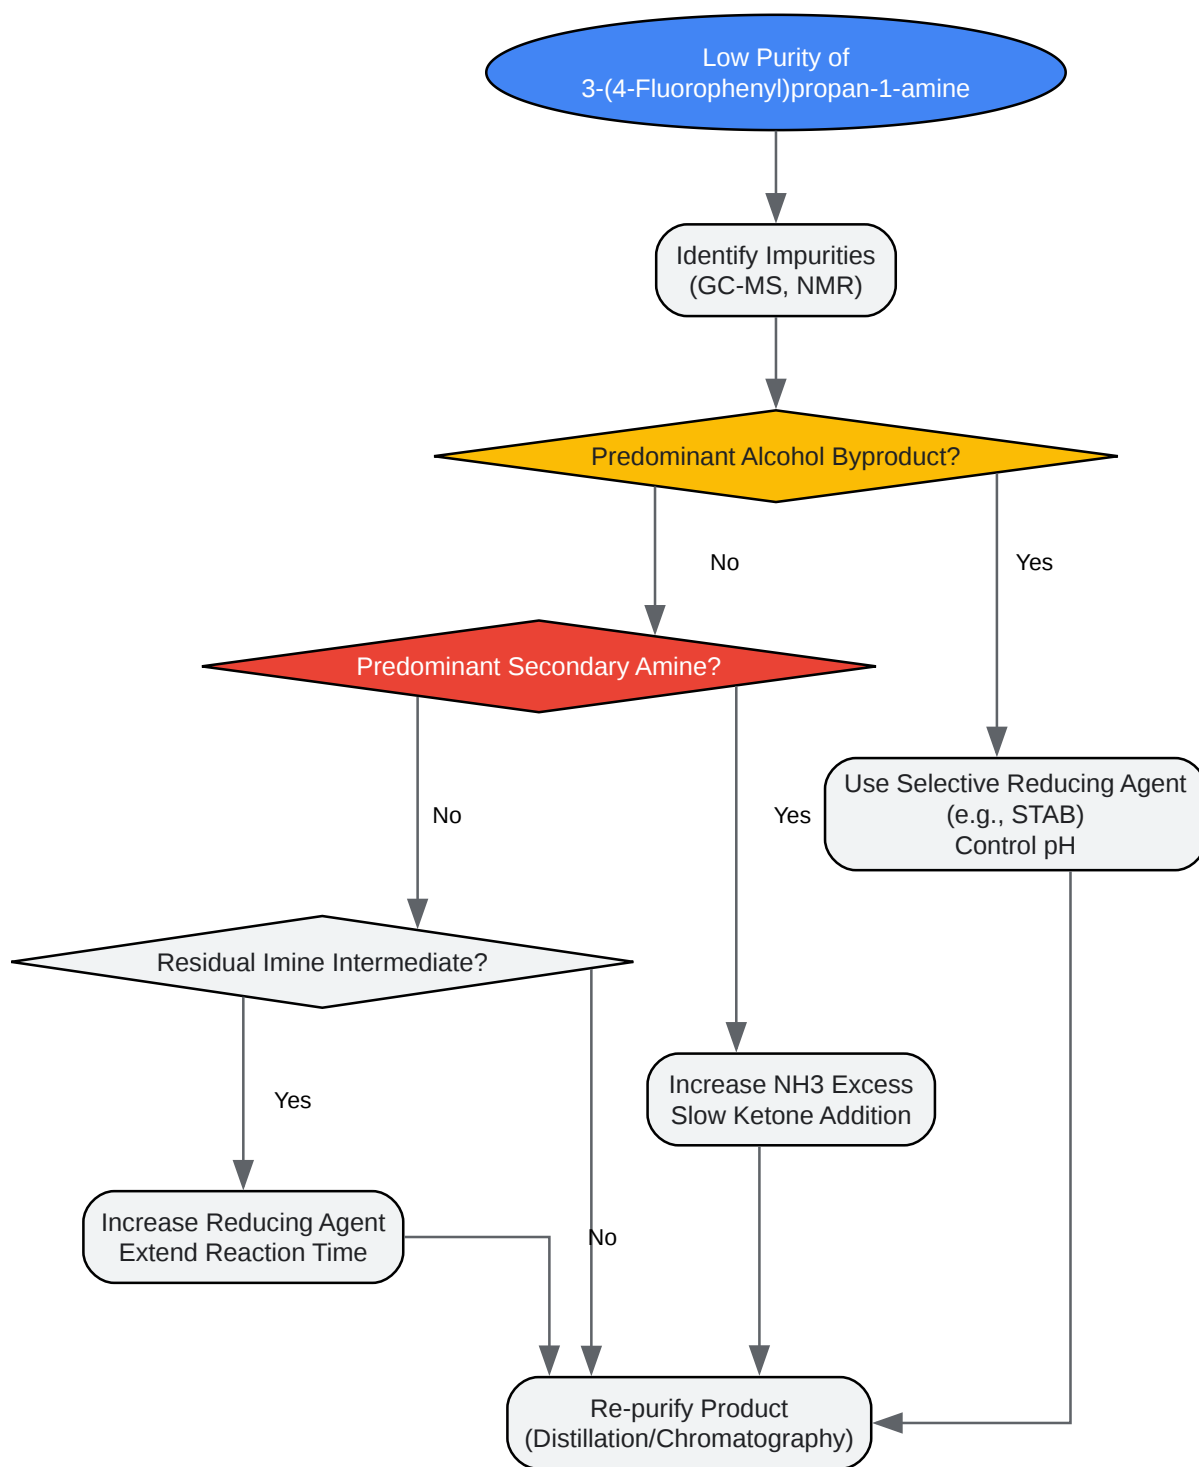 Low Purity of
3-(4-Fluorophenyl)propan-1-amine
Identify Impurities
(GC-MS, NMR)
Predominant Alcohol Byproduct?
No
Yes
Predominant Secondary Amine?
Use Selective Reducing Agent
(e.g., STAB)
Control pH
No
Yes
Residual Imine Intermediate?
Increase NH3 Excess
Slow Ketone Addition
Yes
Increase Reducing Agent
Extend Reaction Time
No
Re-purify Product
(Distillation/Chromatography)